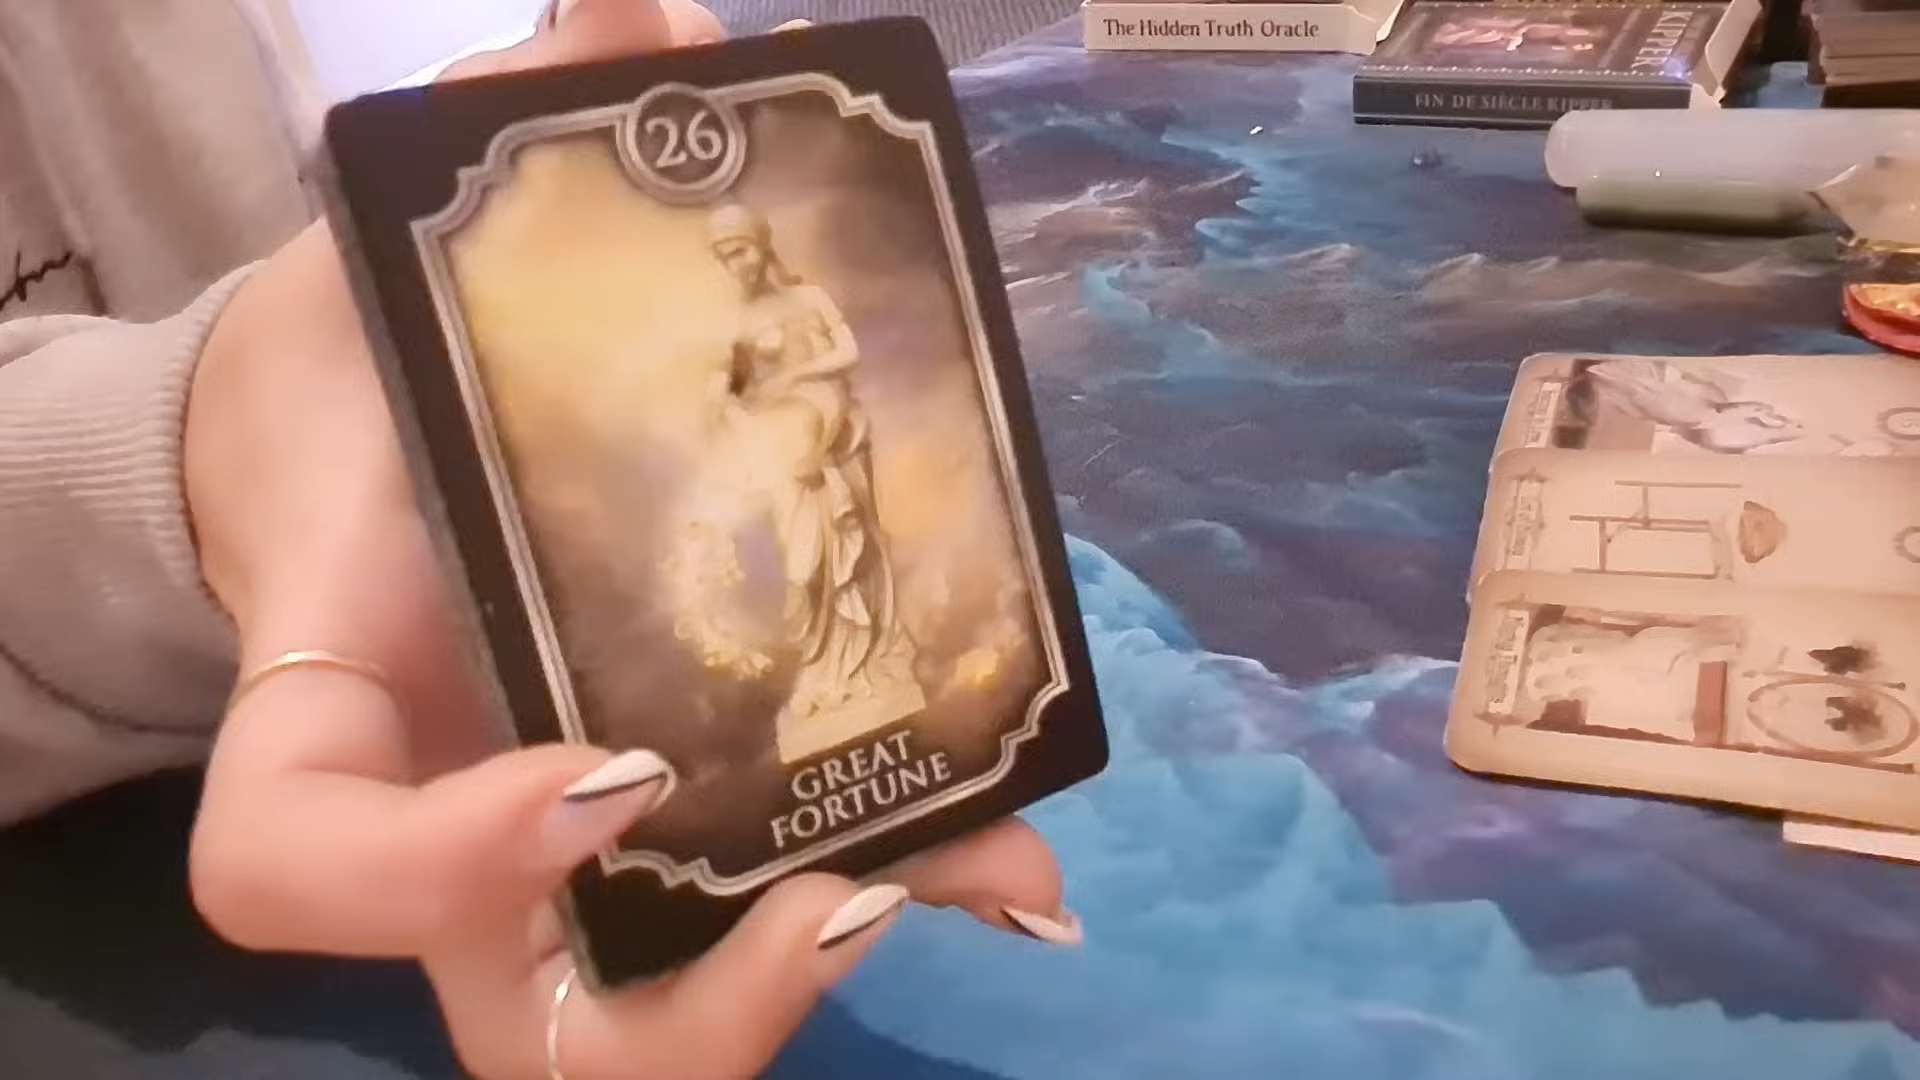 The Hidden Truth Oracle
KIPPER
FIN DE SIÈCLE KIPPER
26
GREAT
FORTUNE